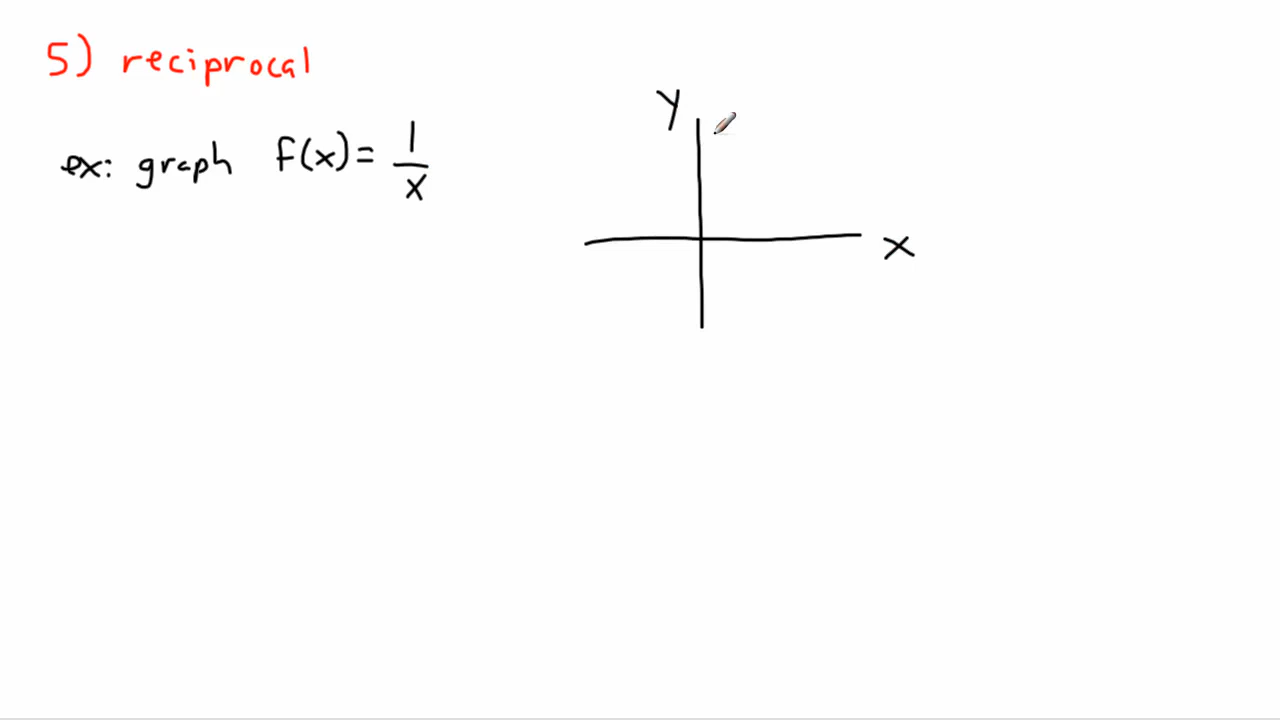 5) reciprocal
ex: graph f(x) = 1/x
y
x